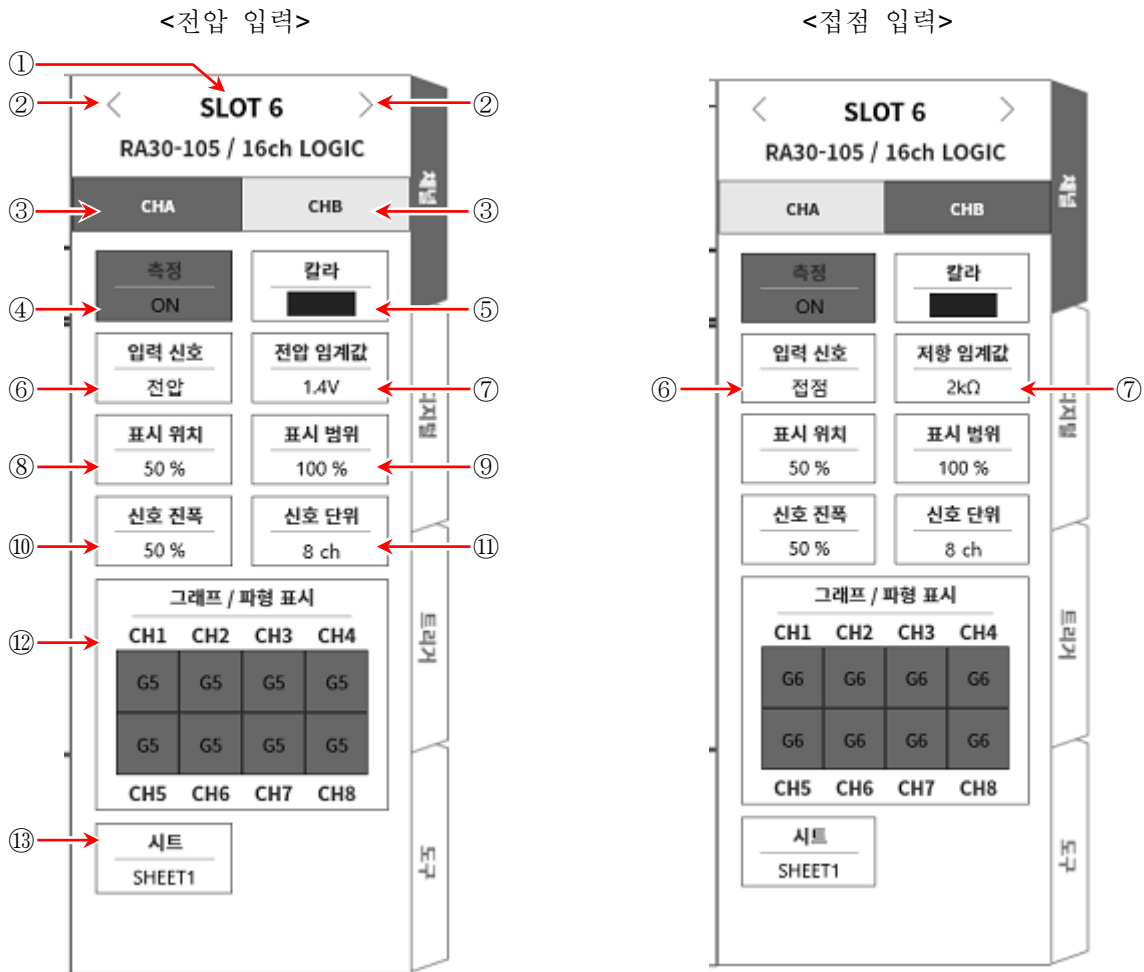 <전압 입력>
① SLOT 6
② < > ②
RA30-105 / 16ch LOGIC
채널
③ CHA CHB ③
측정 칼라
④ ON ⑤
입력 신호 전압 임계값
⑥ 전압 1.4V ⑦
디지털
표시 위치 표시 범위
⑧ 50 % 100 % ⑨
신호 진폭 신호 단위
⑩ 50 % 8 ch ⑪
그래프 / 파형 표시
⑫ CH1 CH2 CH3 CH4
트리거
G5 G5 G5 G5
G5 G5 G5 G5
CH5 CH6 CH7 CH8
⑬ 시트
SHEET1
도구
<접점 입력>
< SLOT 6 >
RA30-105 / 16ch LOGIC
채널
CHA CHB
측정 칼라
ON
입력 신호 저항 임계값
⑥ 접점 2kΩ ⑦
디지털
표시 위치 표시 범위
50 % 100 %
신호 진폭 신호 단위
50 % 8 ch
그래프 / 파형 표시
CH1 CH2 CH3 CH4
트리거
G6 G6 G6 G6
G6 G6 G6 G6
CH5 CH6 CH7 CH8
시트
SHEET1
도구